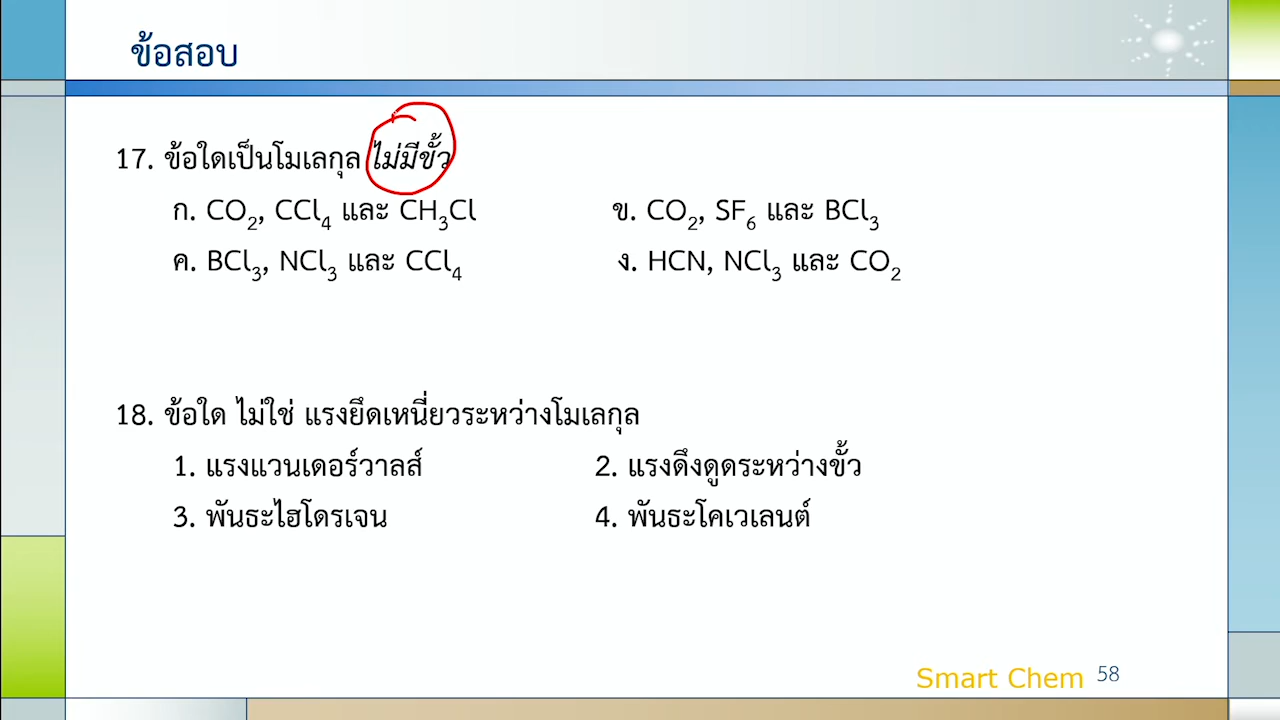 ข้อสอบ
17. ข้อใดเป็นโมเลกุล ไม่มีขั้ว
ก. CO₂, CCl₄ และ CH₃Cl ข. CO₂, SF₆ และ BCl₃
ค. BCl₃, NCl₃ และ CCl₄ ง. HCN, NCl₃ และ CO₂
18. ข้อใด ไม่ใช่ แรงยึดเหนี่ยวระหว่างโมเลกุล
1. แรงแวนเดอร์วาลส์ 2. แรงดึงดูดระหว่างขั้ว
3. พันธะไฮโดรเจน 4. พันธะโคเวเลนต์
Smart Chem 58